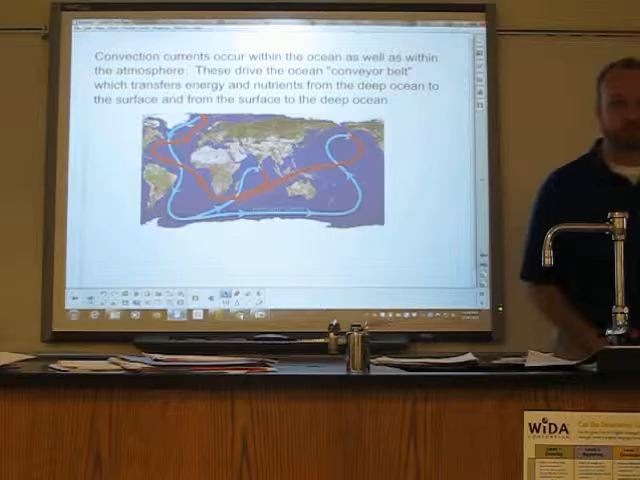 Convection currents occur within the ocean as well as within
the atmosphere. These drive the ocean "conveyor belt"
which transfers energy and nutrients from the deep ocean to
the surface and from the surface to the deep ocean.
WIDA
CONSORTIUM